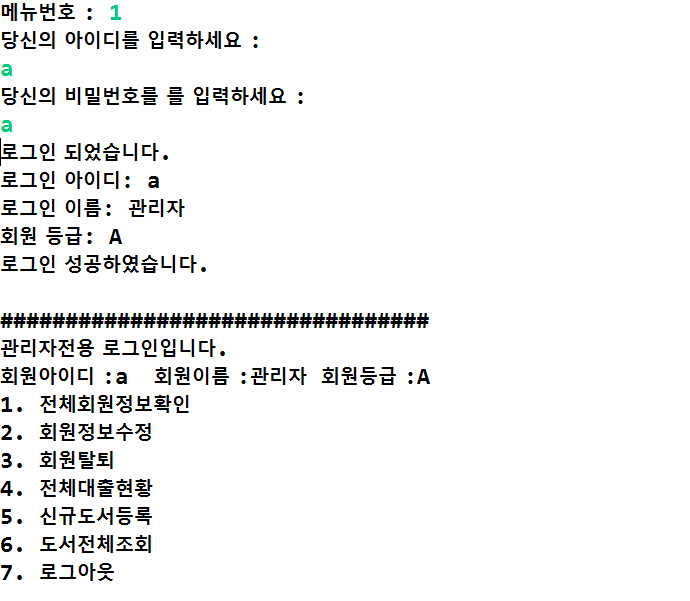 메뉴번호 : 1
당신의 아이디를 입력하세요 :
a
당신의 비밀번호를 를 입력하세요 :
a
로그인 되었습니다.
로그인 아이디: a
로그인 이름: 관리자
회원 등급: A
로그인 성공하였습니다.
#################################
관리자전용 로그인입니다.
회원아이디 :a  회원이름 :관리자 회원등급 :A
1. 전체회원정보확인
2. 회원정보수정
3. 회원탈퇴
4. 전체대출현황
5. 신규도서등록
6. 도서전체조회
7. 로그아웃